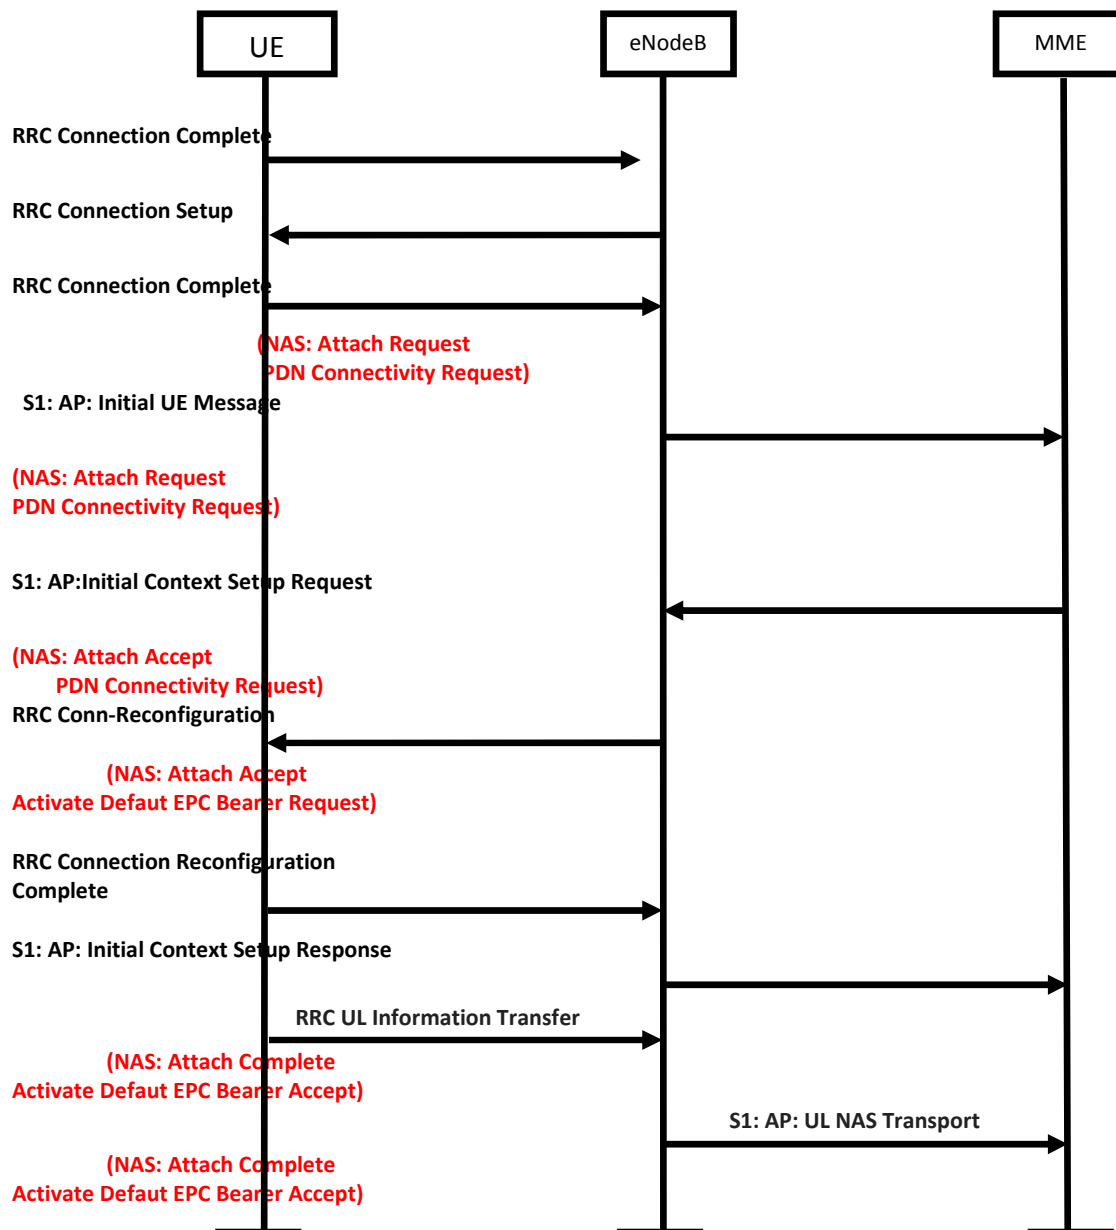 UE
eNodeB
MME
RRC Connection Complete
RRC Connection Setup
RRC Connection Complete
(NAS: Attach Request
PDN Connectivity Request)
S1: AP: Initial UE Message
(NAS: Attach Request
PDN Connectivity Request)
S1: AP:Initial Context Setup Request
(NAS: Attach Accept
PDN Connectivity Request)
RRC Conn-Reconfiguration
(NAS: Attach Accept
Activate Defaut EPC Bearer Request)
RRC Connection Reconfiguration
Complete
S1: AP: Initial Context Setup Response
RRC UL Information Transfer
(NAS: Attach Complete
Activate Defaut EPC Bearer Accept)
S1: AP: UL NAS Transport
(NAS: Attach Complete
Activate Defaut EPC Bearer Accept)